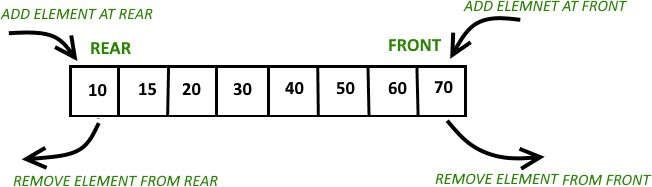 ADD ELEMENT AT REAR
ADD ELEMNET AT FRONT
REAR
FRONT
10 15 20 30 40 50 60 70
REMOVE ELEMENT FROM REAR
REMOVE ELEMENT FROM FRONT